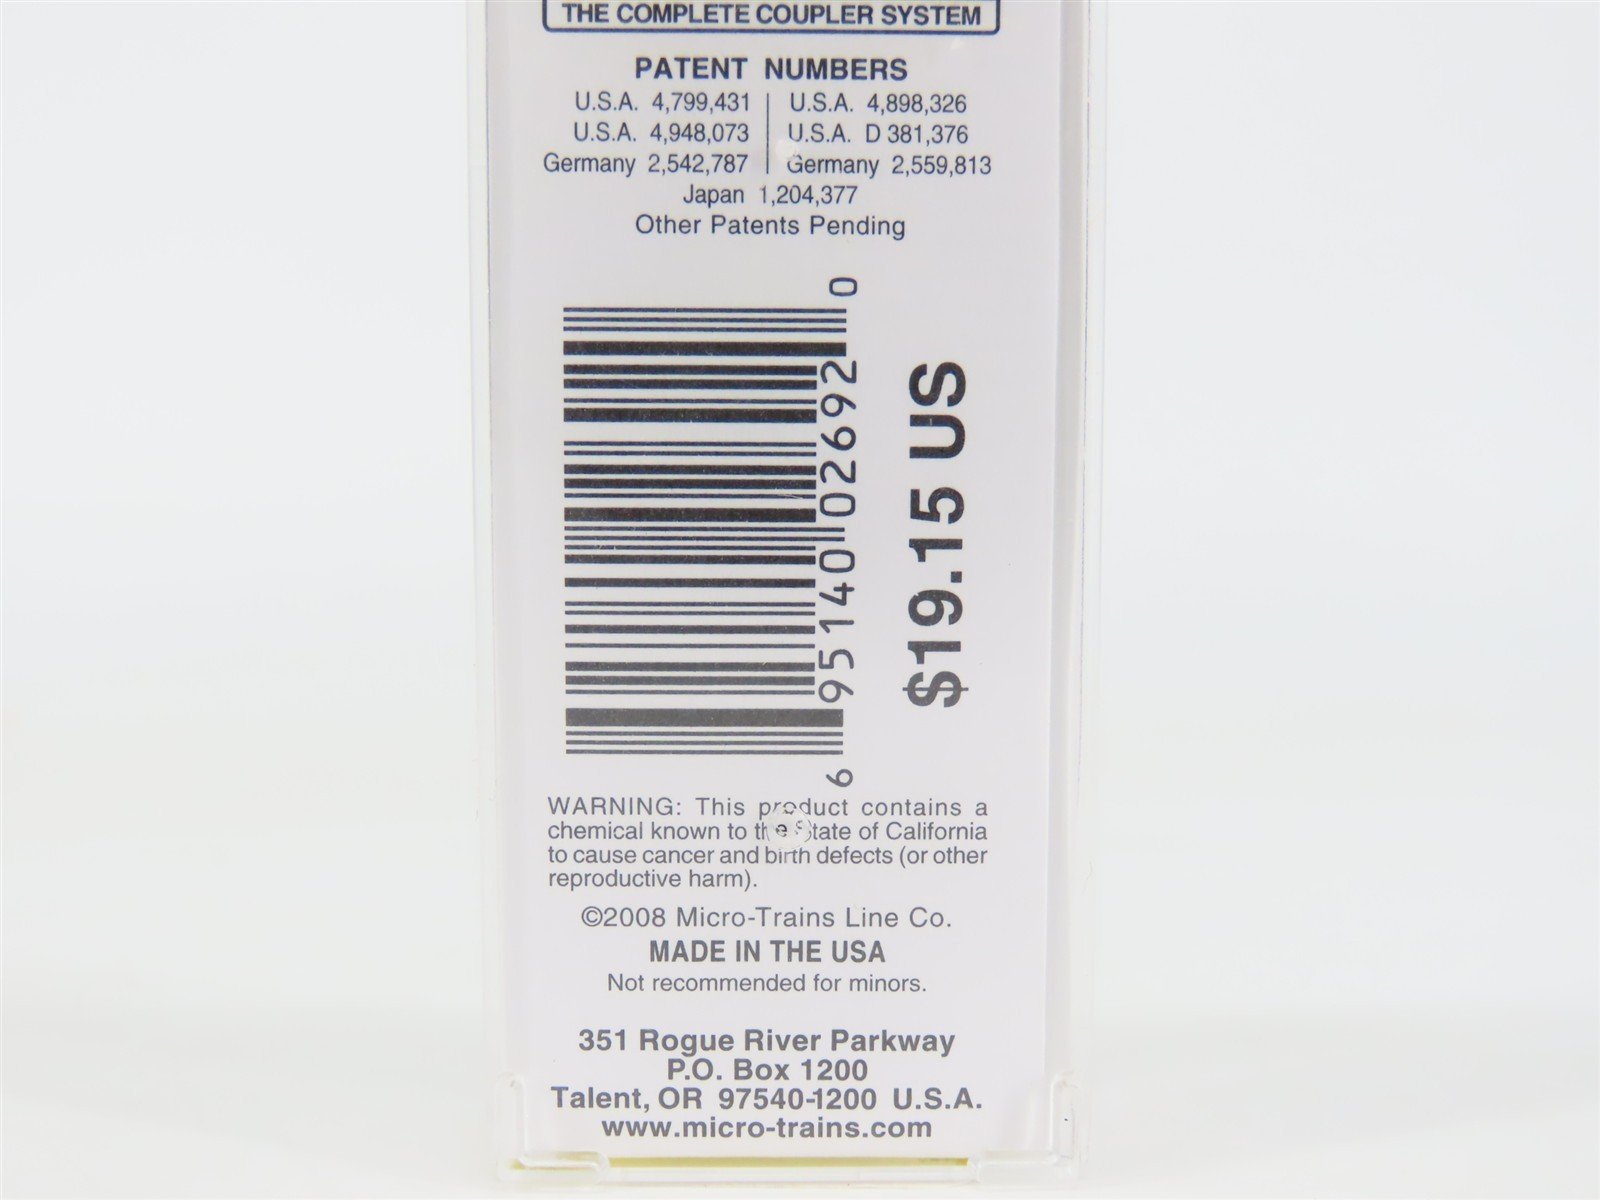 THE COMPLETE COUPLER SYSTEM
PATENT NUMBERS
U.S.A. 4,799,431 | U.S.A. 4,898,326
U.S.A. 4,948,073 | U.S.A. D 381,376
Germany 2,542,787 | Germany 2,559,813
Japan 1,204,377
Other Patents Pending
6 95140 02692 0
$19.15 US
WARNING: This product contains a
chemical known to the State of California
to cause cancer and birth defects (or other
reproductive harm).
©2008 Micro-Trains Line Co.
MADE IN THE USA
Not recommended for minors.
351 Rogue River Parkway
P.O. Box 1200
Talent, OR 97540-1200 U.S.A.
www.micro-trains.com